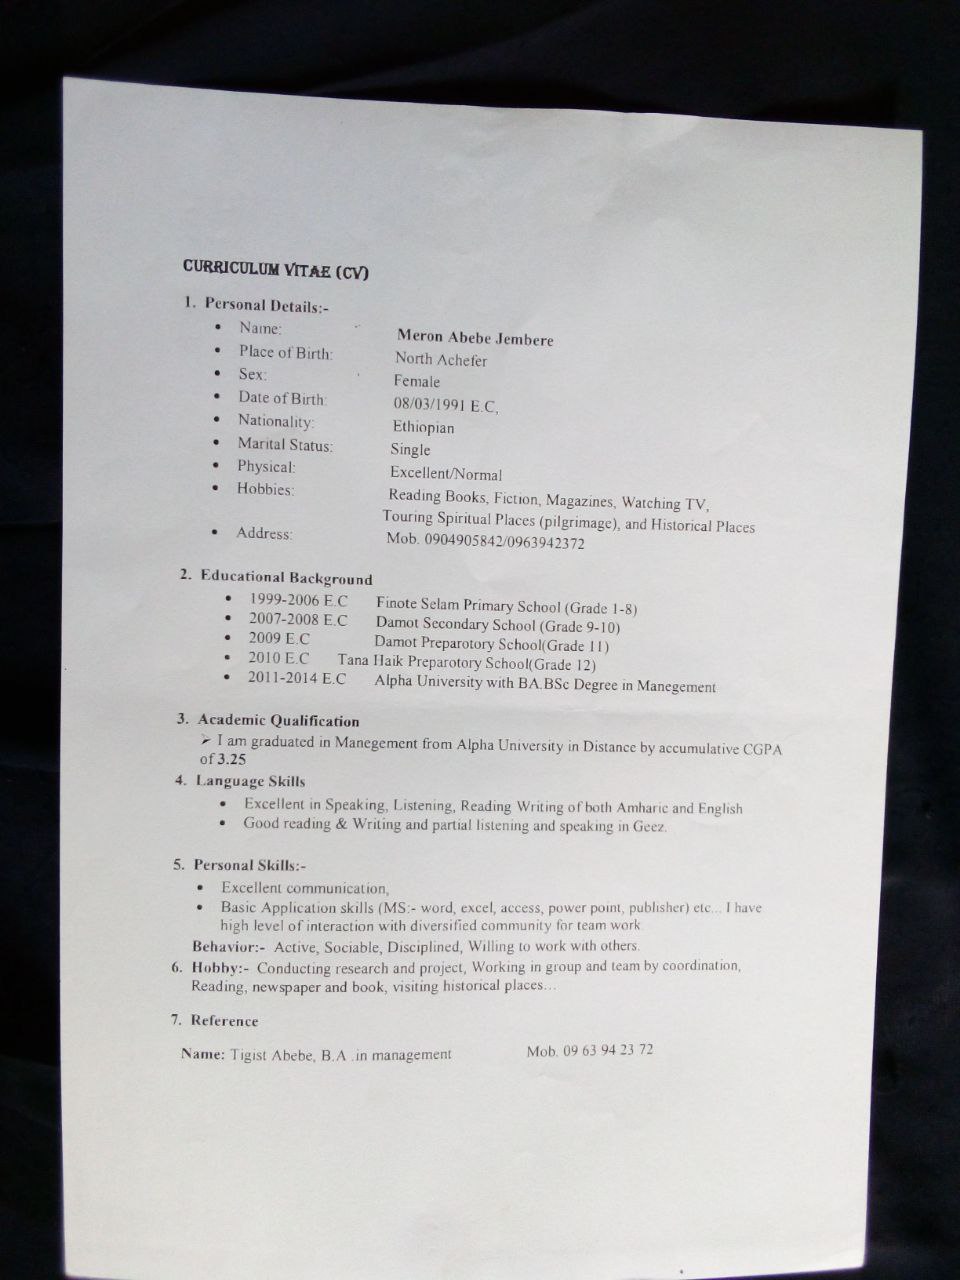 CURRICULUM VITAE (CV)
1. Personal Details:-
• Name: Meron Abebe Jembere
• Place of Birth: North Achefer
• Sex: Female
• Date of Birth: 08/03/1991 E.C,
• Nationality: Ethiopian
• Marital Status: Single
• Physical: Excellent/Normal
• Hobbies: Reading Books, Fiction, Magazines, Watching TV,
Touring Spiritual Places (pilgrimage), and Historical Places
• Address: Mob. 0904905842/0963942372
2. Educational Background
• 1999-2006 E.C Finote Selam Primary School (Grade 1-8)
• 2007-2008 E.C Damot Secondary School (Grade 9-10)
• 2009 E.C Damot Preparotory School(Grade 11)
• 2010 E.C Tana Haik Preparotory School(Grade 12)
• 2011-2014 E.C Alpha University with BA.BSc Degree in Manegement
3. Academic Qualification
➢ I am graduated in Manegement from Alpha University in Distance by accumulative CGPA
of 3.25
4. Language Skills
• Excellent in Speaking, Listening, Reading Writing of both Amharic and English
• Good reading & Writing and partial listening and speaking in Geez.
5. Personal Skills:-
• Excellent communication,
• Basic Application skills (MS:- word, excel, access, power point, publisher) etc... I have
high level of interaction with diversified community for team work
Behavior:- Active, Sociable, Disciplined, Willing to work with others.
6. Hobby:- Conducting research and project, Working in group and team by coordination,
Reading, newspaper and book, visiting historical places...
7. Reference
Name: Tigist Abebe, B.A .in management Mob. 09 63 94 23 72